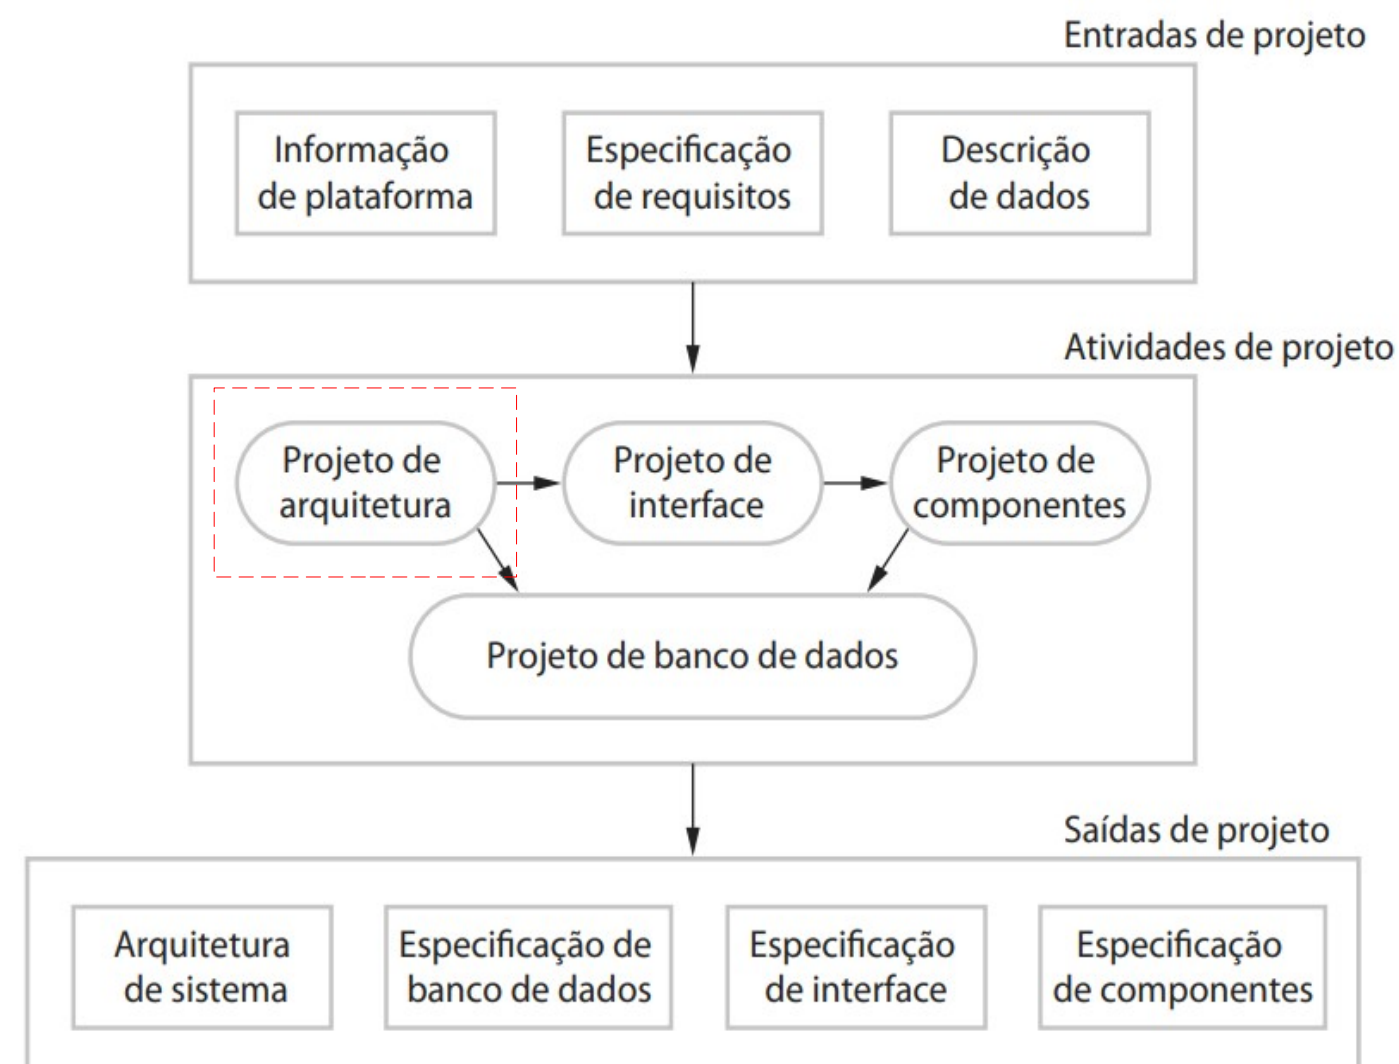 Entradas de projeto
Informação
de plataforma
Especificação
de requisitos
Descrição
de dados
Atividades de projeto
Projeto de
arquitetura
Projeto de
interface
Projeto de
componentes
Projeto de banco de dados
Saídas de projeto
Arquitetura
de sistema
Especificação de
banco de dados
Especificação
de interface
Especificação
de componentes